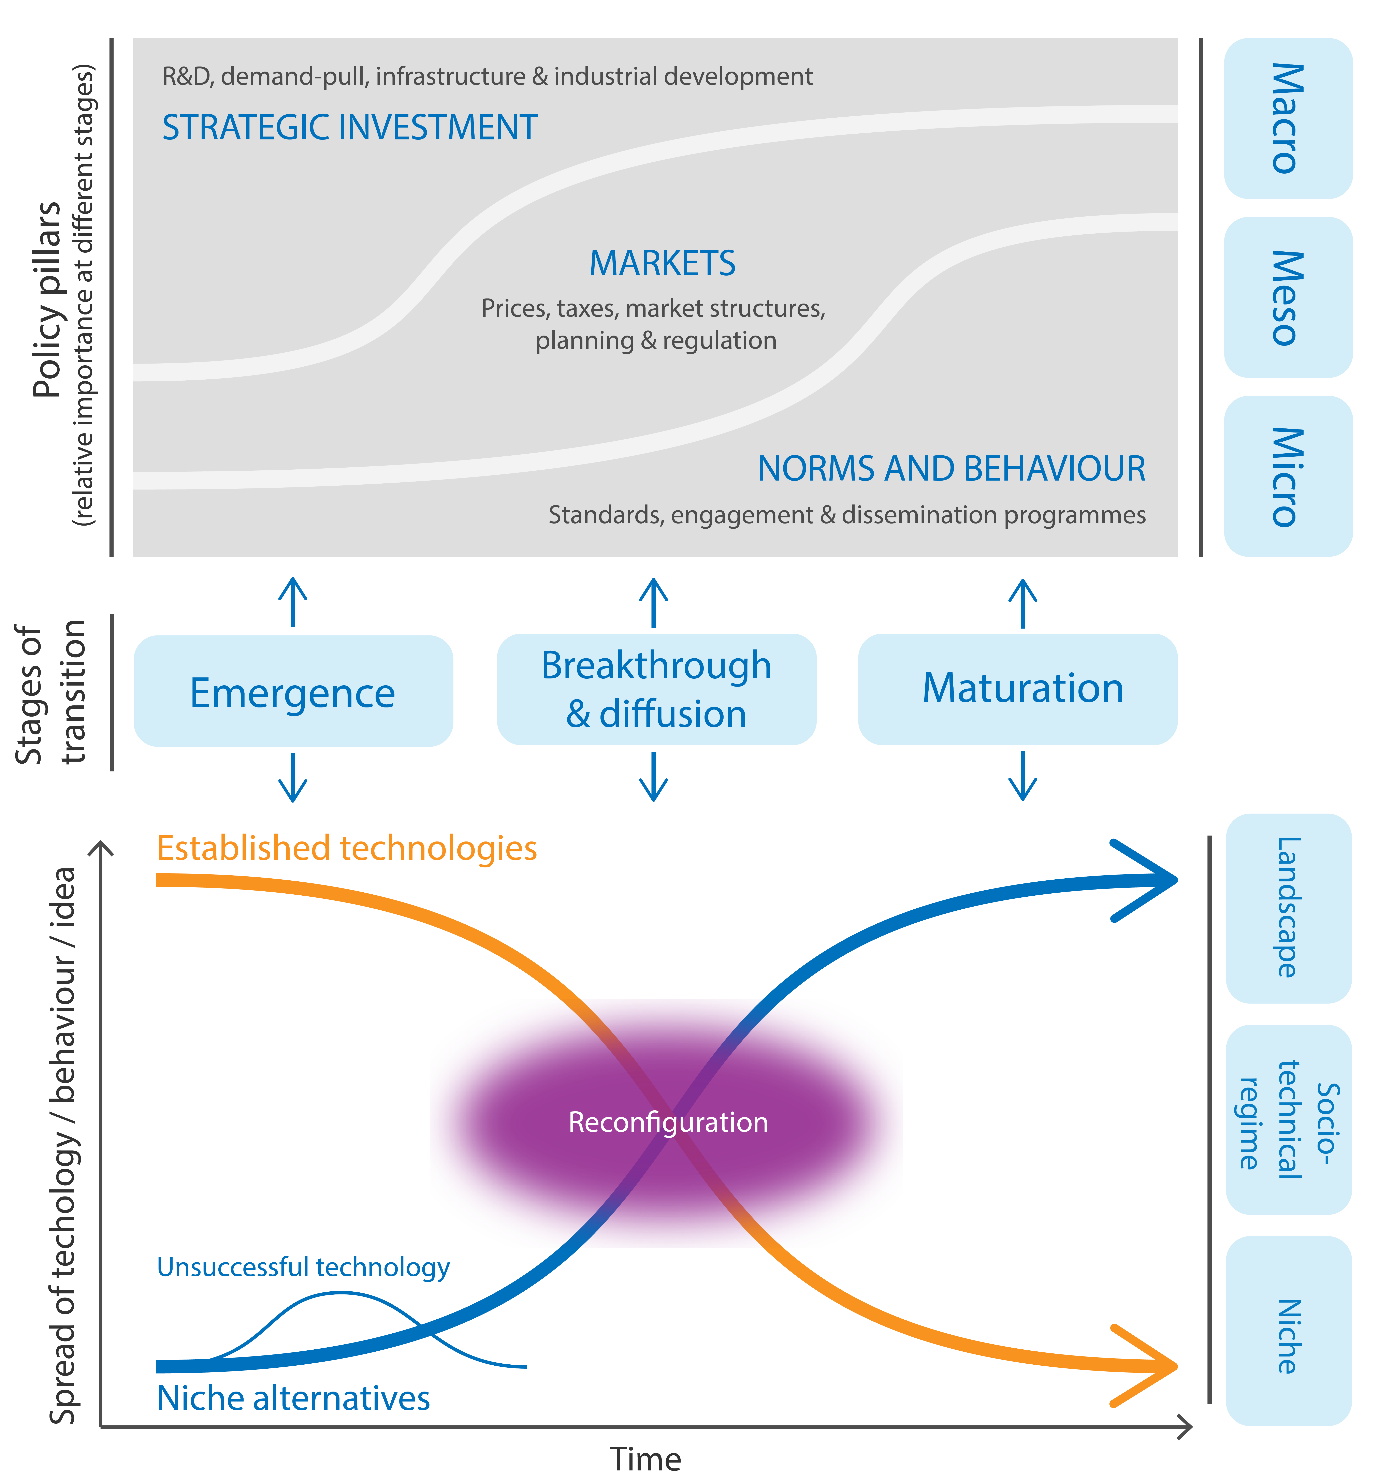 R&D, demand-pull, infrastructure & industrial development
STRATEGIC INVESTMENT
MARKETS
Prices, taxes, market structures,
planning & regulation
NORMS AND BEHAVIOUR
Standards, engagement & dissemination programmes
Policy pillars
(relative importance at different stages)
Macro
Meso
Micro
Stages of
transition
Emergence
Breakthrough
& diffusion
Maturation
Spread of techology / behaviour / idea
Established technologies
Reconfiguration
Unsuccessful technology
Niche alternatives
Time
Landscape
Socio-
technical
regime
Niche